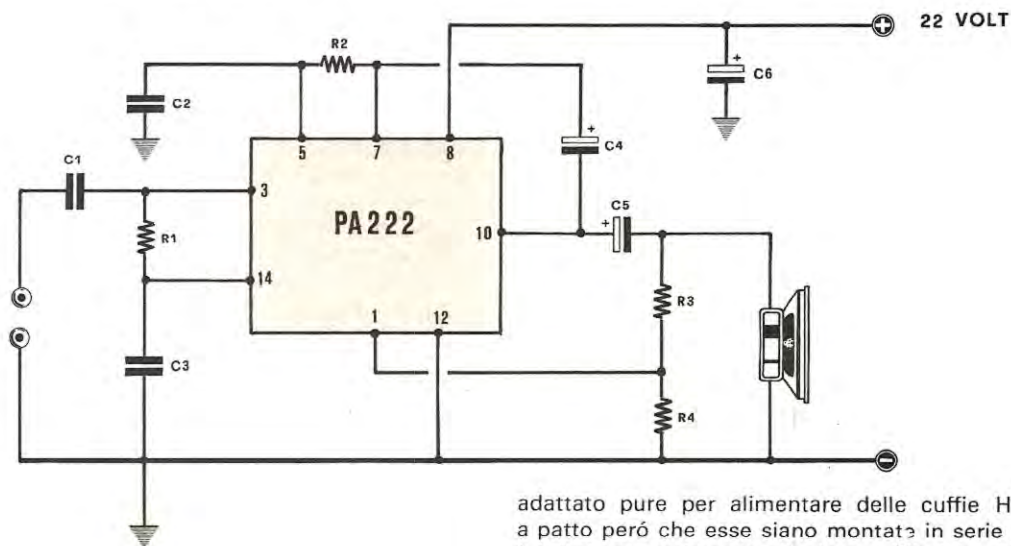 22 VOLT
R2
C6
C2
5
7
8
C4
C1
3
PA222
C5
10
R1
R3
14
1
12
C3
R4
adattato pure per alimentare delle cuffie H
a patto peró che esse siano montate in serie